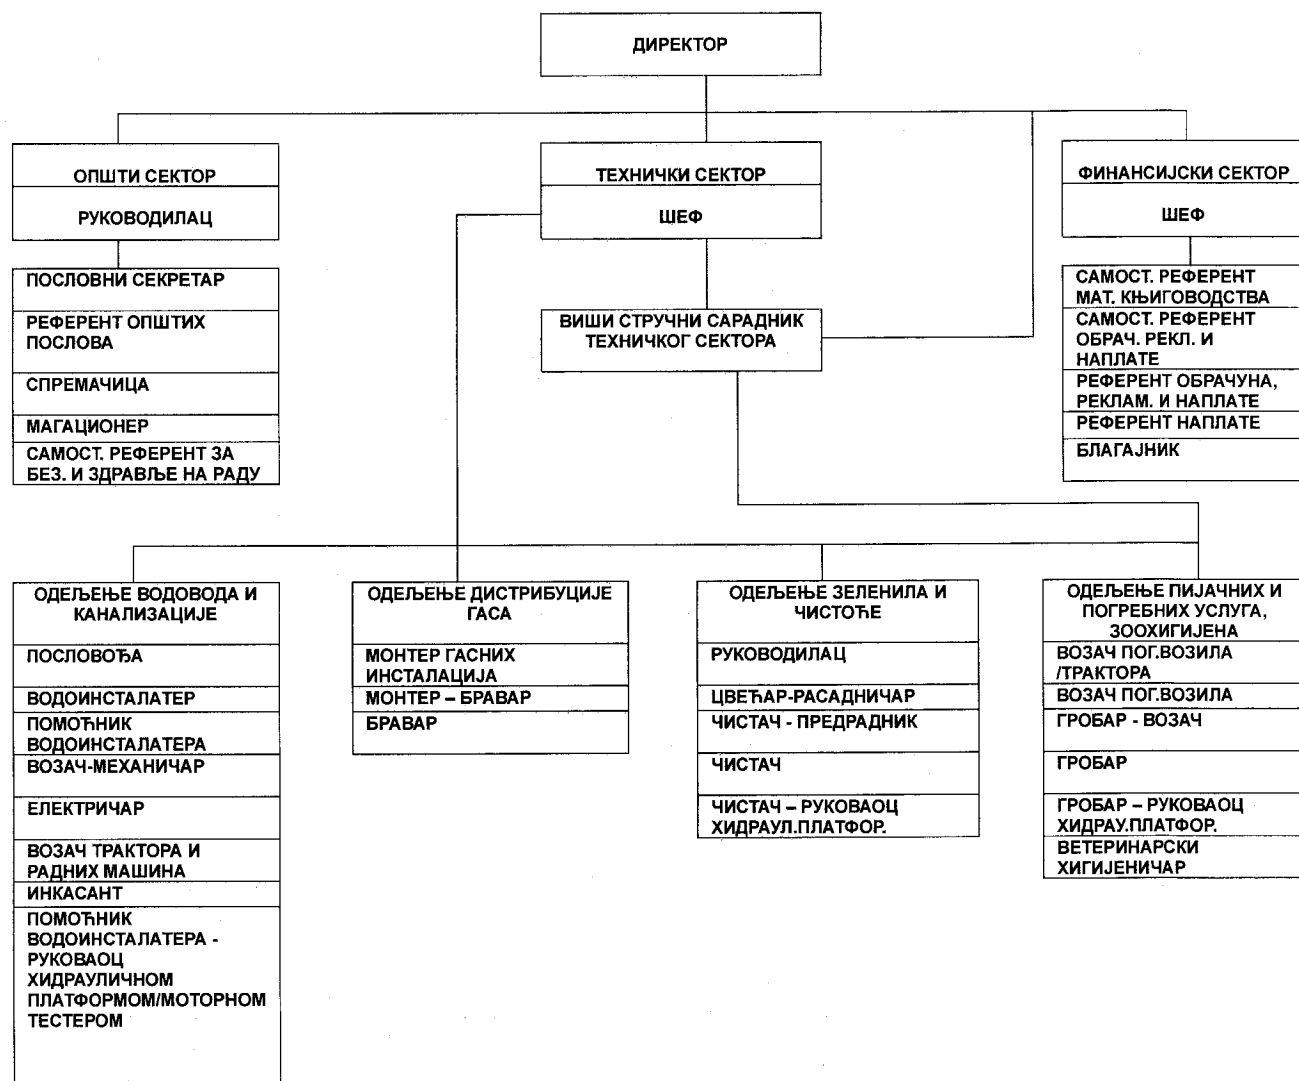 ДИРЕКТОР
ОПШТИ СЕКТОР
РУКОВОДИЛАЦ
ТЕХНИЧКИ СЕКТОР
ШЕФ
ФИНАНСИЈСКИ СЕКТОР
ШЕФ
ПОСЛОВНИ СЕКРЕТАР
РЕФЕРЕНТ ОПШТИХ
ПОСЛОВА
СПРЕМАЧИЦА
МАГАЦИОНЕР
САМОСТ. РЕФЕРЕНТ ЗА
БЕЗ. И ЗДРАВЉЕ НА РАДУ
ВИШИ СТРУЧНИ САРАДНИК
ТЕХНИЧКОГ СЕКТОРА
САМОСТ. РЕФЕРЕНТ
МАТ. КЊИГОВОДСТВА
САМОСТ. РЕФЕРЕНТ
ОБРАЧ. РЕКЛ. И
НАПЛАТЕ
РЕФЕРЕНТ ОБРАЧУНА,
РЕКЛАМ. И НАПЛАТЕ
РЕФЕРЕНТ НАПЛАТЕ
БЛАГАЈНИК
ОДЕЉЕЊЕ ВОДОВОДА И
КАНАЛИЗАЦИЈЕ
ПОСЛОВОЂА
ВОДОИНСТАЛАТЕР
ПОМОЋНИК
ВОДОИНСТАЛАТЕРА
ВОЗАЧ-МЕХАНИЧАР
ЕЛЕКТРИЧАР
ВОЗАЧ ТРАКТОРА И
РАДНИХ МАШИНА
ИНКАСАНТ
ПОМОЋНИК
ВОДОИНСТАЛАТЕРА -
РУКОВАОЦ
ХИДРАУЛИЧНОМ
ПЛАТФОРМОМ/МОТОРНОМ
ТЕСТЕРОМ
ОДЕЉЕЊЕ ДИСТРИБУЦИЈЕ
ГАСА
МОНТЕР ГАСНИХ
ИНСТАЛАЦИЈА
МОНТЕР – БРАВАР
БРАВАР
ОДЕЉЕЊЕ ЗЕЛЕНИЛА И
ЧИСТОЋЕ
РУКОВОДИЛАЦ
ЦВЕЋАР-РАСАДНИЧАР
ЧИСТАЧ - ПРЕДРАДНИК
ЧИСТАЧ
ЧИСТАЧ – РУКОВАОЦ
ХИДРАУЛ.ПЛАТФОР.
ОДЕЉЕЊЕ ПИЈАЧНИХ И
ПОГРЕБНИХ УСЛУГА,
ЗООХИГИЈЕНА
ВОЗАЧ ПОГ.ВОЗИЛА
/ТРАКТОРА
ВОЗАЧ ПОГ.ВОЗИЛА
ГРОБАР - ВОЗАЧ
ГРОБАР
ГРОБАР – РУКОВАОЦ
ХИДРАУ.ПЛАТФОР.
ВЕТЕРИНАРСКИ
ХИГИЈЕНИЧАР